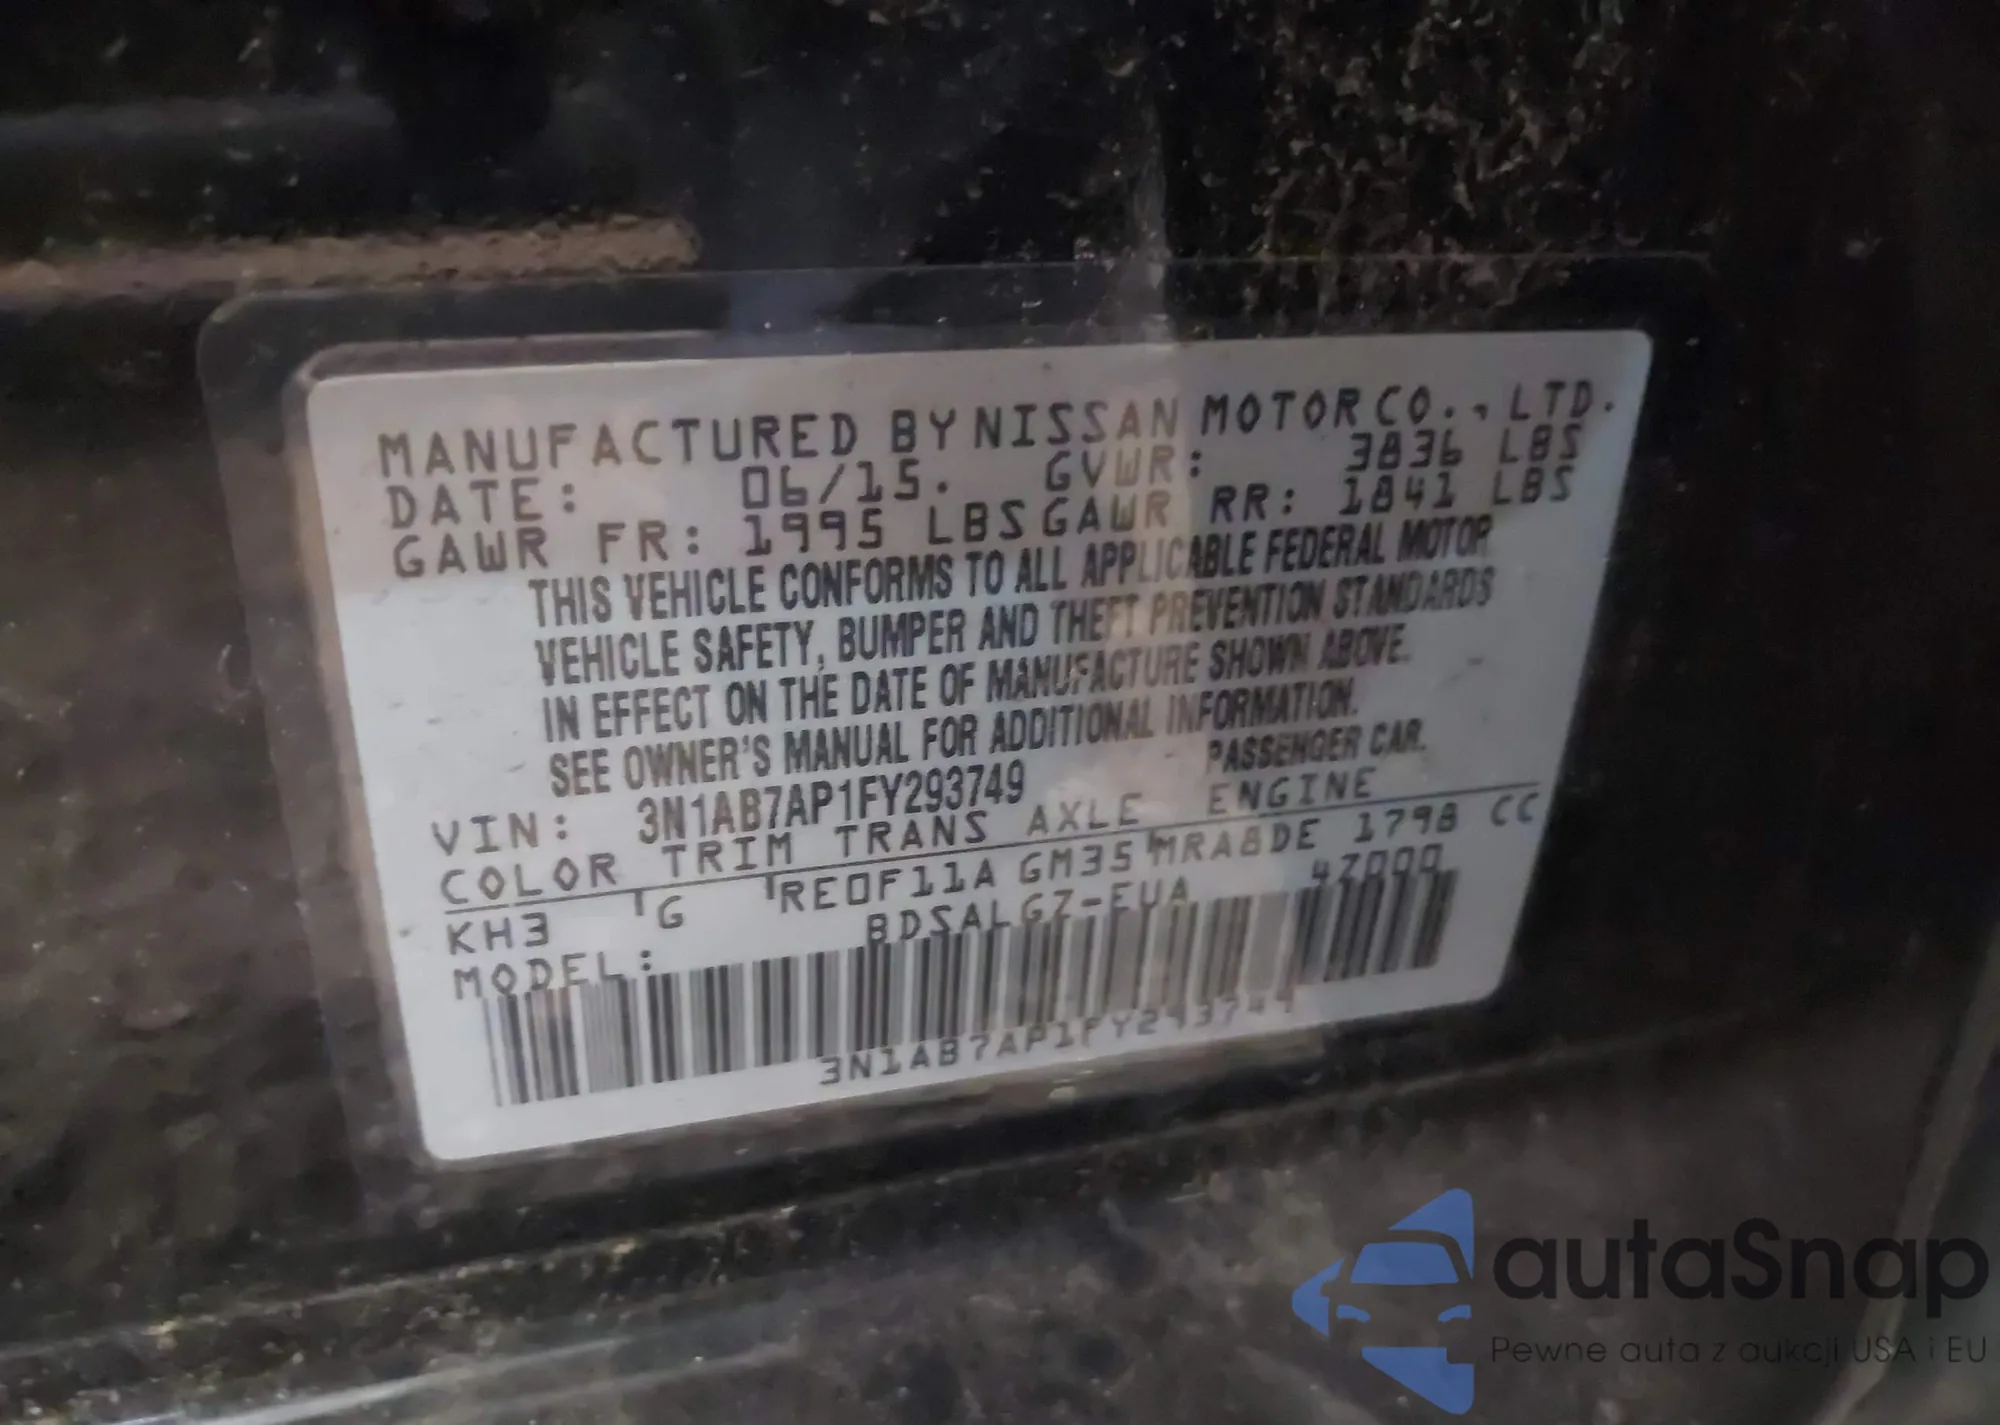 MANUFACTURED BY NISSAN MOTOR CO., LTD.
DATE: 06/15. GVWR: 3836 LBS
GAWR FR: 1995 LBS GAWR RR: 1841 LBS
THIS VEHICLE CONFORMS TO ALL APPLICABLE FEDERAL MOTOR
VEHICLE SAFETY, BUMPER AND THEFT PREVENTION STANDARDS
IN EFFECT ON THE DATE OF MANUFACTURE SHOWN ABOVE.
SEE OWNER'S MANUAL FOR ADDITIONAL INFORMATION.
PASSENGER CAR.
VIN: 3N1AB7AP1FY293749
COLOR TRIM TRANS AXLE ENGINE
KH3 G RE0F11A GM35 MRA8DE 1798 CC
MODEL: BDSALGZ-EUA 4Z000
3N1AB7AP1FY293749
autaSnap
Pewne auta z aukcji USA i EU